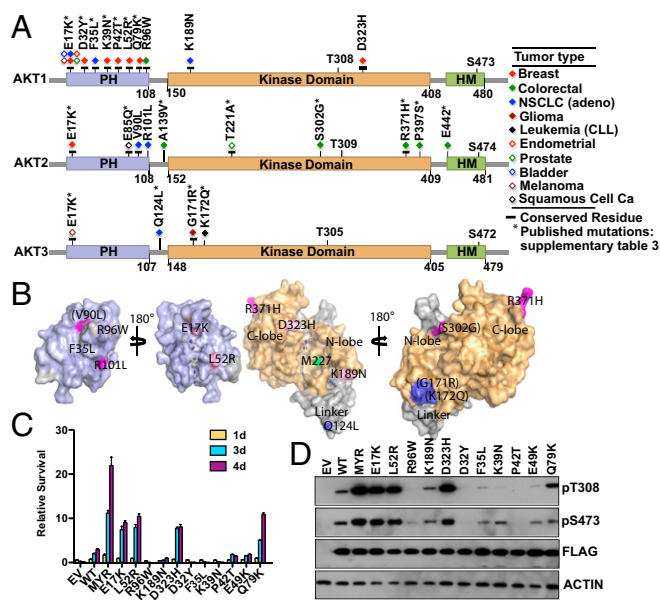 A
E17K*
D32Y*
F35L*
K39N*
P42T*
L52R*
Q79K*
R96W
K189N
T308
D323H
S473
AKT1
PH
Kinase Domain
HM
108 150 408 480
E17K*
E85Q*
V90L
R101L
A139V*
T221A*
S302G*
T309
R371H*
P397S*
E442*
S474
AKT2
PH
Kinase Domain
HM
108 152 409 481
E17K*
Q124L*
G171R*
K172Q*
T305
S472
AKT3
PH
Kinase Domain
HM
107 148 405 479
Tumor type
Breast
Colorectal
NSCLC (adeno)
Glioma
Leukemia (CLL)
Endometrial
Prostate
Bladder
Melanoma
Squamous Cell Ca
Conserved Residue
* Published mutations:
supplementary table 3
B
(V90L)
R96W
F35L
R101L
180°
E17K
L52R
R371H
C-lobe
D323H
N-lobe
M227
K189N
Linker
Q124L
180°
R371H
(S302G)
C-lobe
N-lobe
(G171R)
(K172Q)
Linker
C
Relative Survival
30
20
10
0
1d
3d
4d
EV
WT
MYR
E17K
L52R
R96N
K189N
D323H
D32Y
F35L
K39N
P42T
E49K
Q79K
D
EV
WT
MYR
E17K
L52R
R96W
K189N
D323H
D32Y
F35L
K39N
P42T
E49K
Q79K
pT308
pS473
FLAG
ACTIN